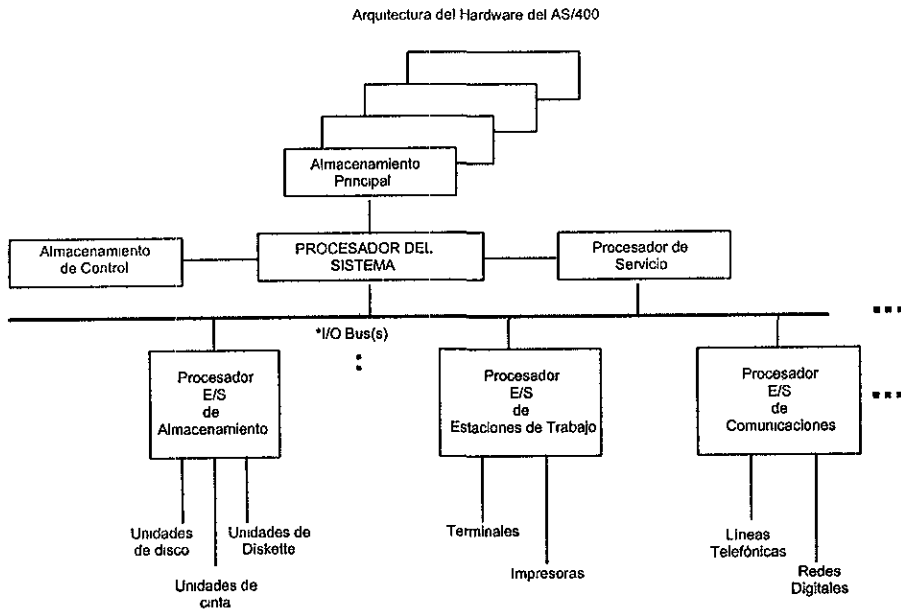 Arquitectura del Hardware del AS/400
Almacenamiento
Principal
Almacenamiento
de Control
PROCESADOR DEL
SISTEMA
Procesador de
Servicio
*I/O Bus(s)
Procesador
E/S
de
Almacenamiento
Procesador
E/S
de
Estaciones de Trabajo
Procesador
E/S
de
Comunicaciones
Unidades
de disco
Unidades de
cinta
Unidades de
Diskette
Terminales
Impresoras
Líneas
Telefónicas
Redes
Digitales